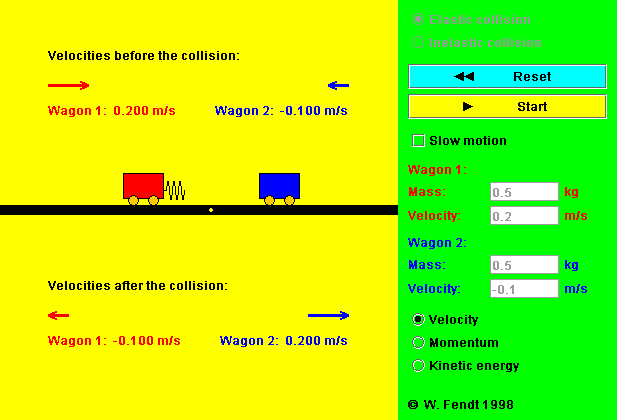 Velocities before the collision:
Wagon 1: 0.200 m/s
Wagon 2: -0.100 m/s
Velocities after the collision:
Wagon 1: -0.100 m/s
Wagon 2: 0.200 m/s
Elastic collision
Inelastic collision
Reset
Start
Slow motion
Wagon 1:
Mass: 0.5 kg
Velocity: 0.2 m/s
Wagon 2:
Mass: 0.5 kg
Velocity: -0.1 m/s
Velocity
Momentum
Kinetic energy
© W. Fendt 1998